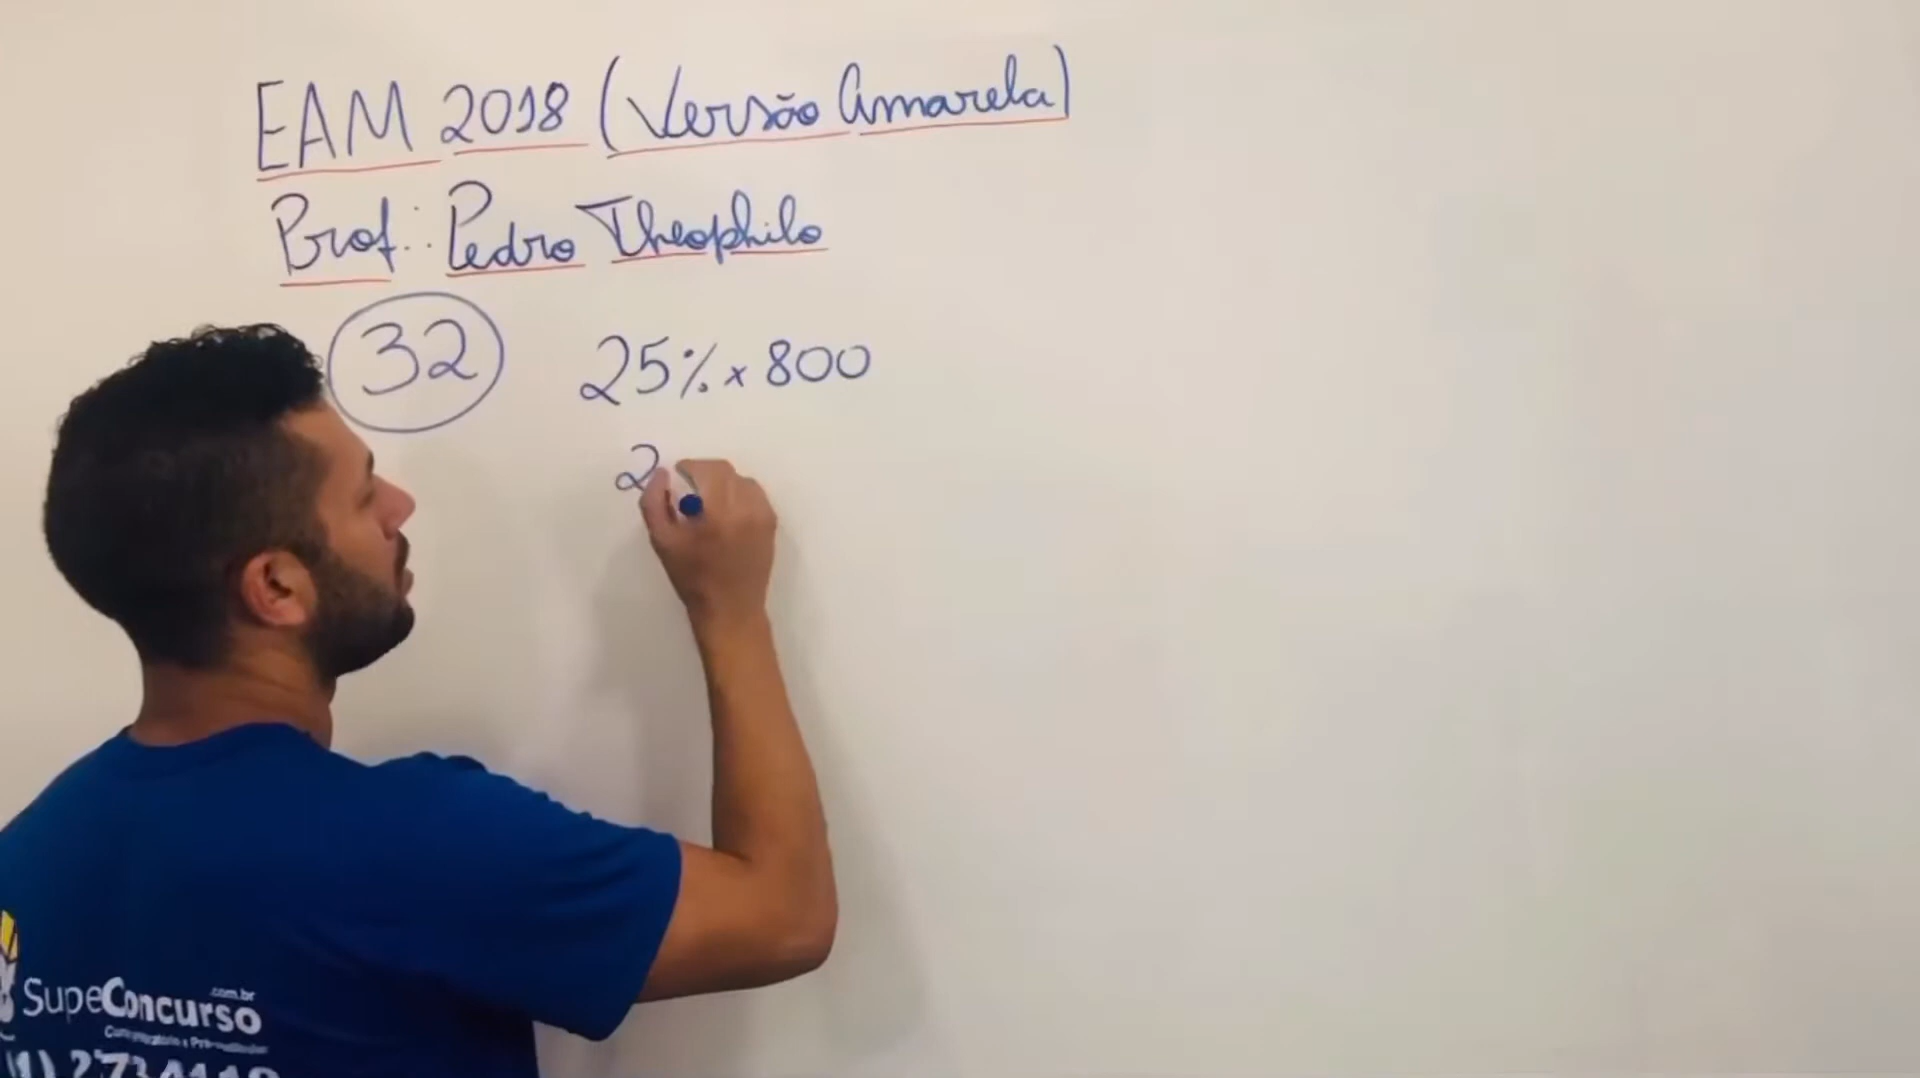 EAM 2018 (Versão Amarela)
Prof.: Pedro Theophilo
32
25% x 800
2
SupeConcurso
.com.br